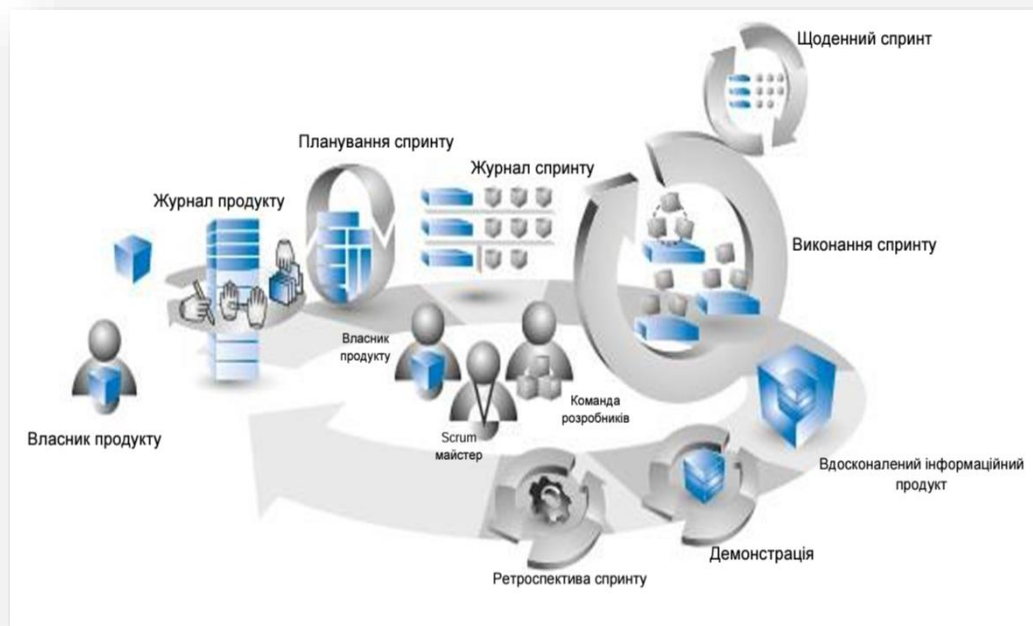 Щоденний спринт
Планування спринту
Журнал спринту
Журнал продукту
Виконання спринту
Власник
продукту
Команда
розробників
Власник продукту
Scrum
майстер
Вдосконалений інформаційний
продукт
Демонстрація
Ретроспектива спринту